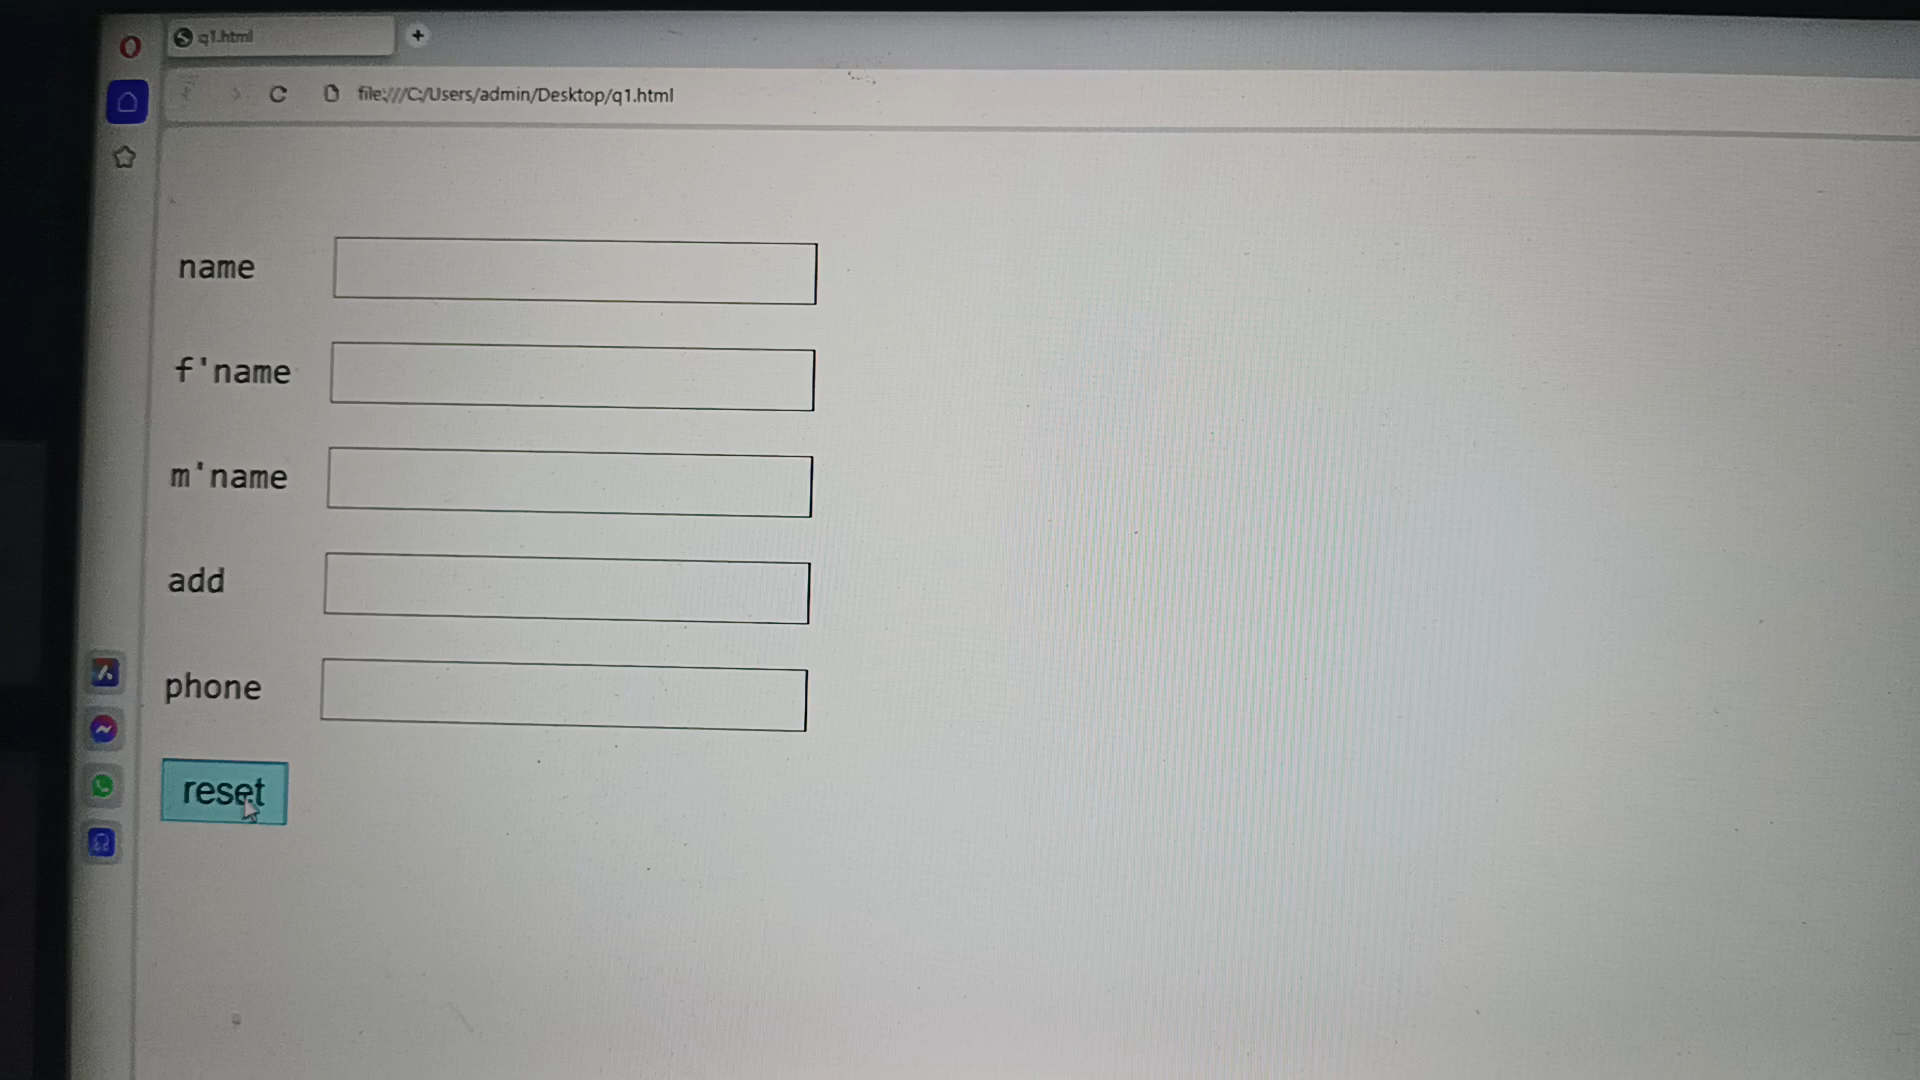 q1.html
file:///C:/Users/admin/Desktop/q1.html
name
f'name
m'name
add
phone
reset